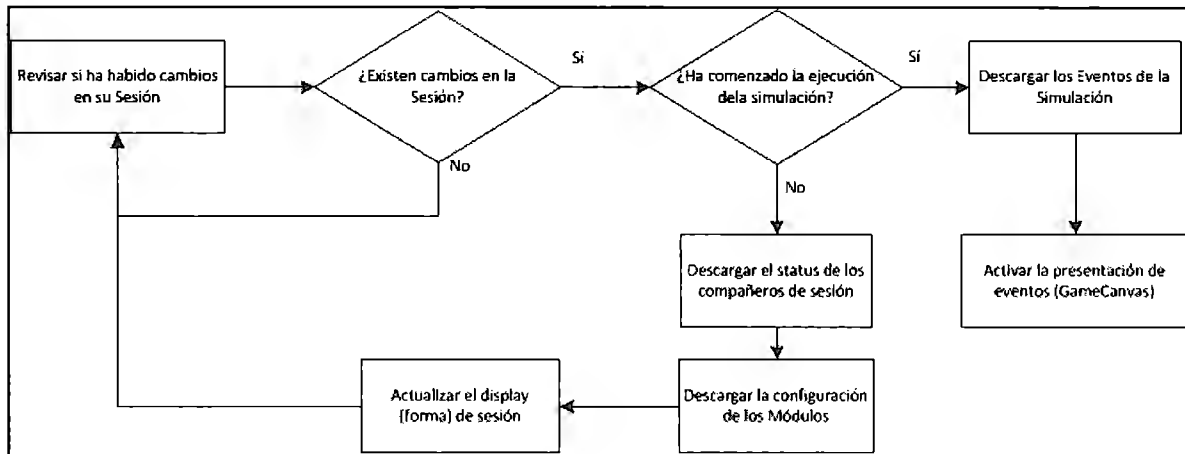 Revisar si ha habido cambios
en su Sesión
¿Existen cambios en la
Sesión?
Si
No
¿Ha comenzado la ejecución
dela simulación?
Sí
No
Descargar los Eventos de la
Simulación
Activar la presentación de
eventos (GameCanvas)
Descargar el status de los
compañeros de sesión
Descargar la configuración
de los Módulos
Actualizar el display
(forma) de sesión